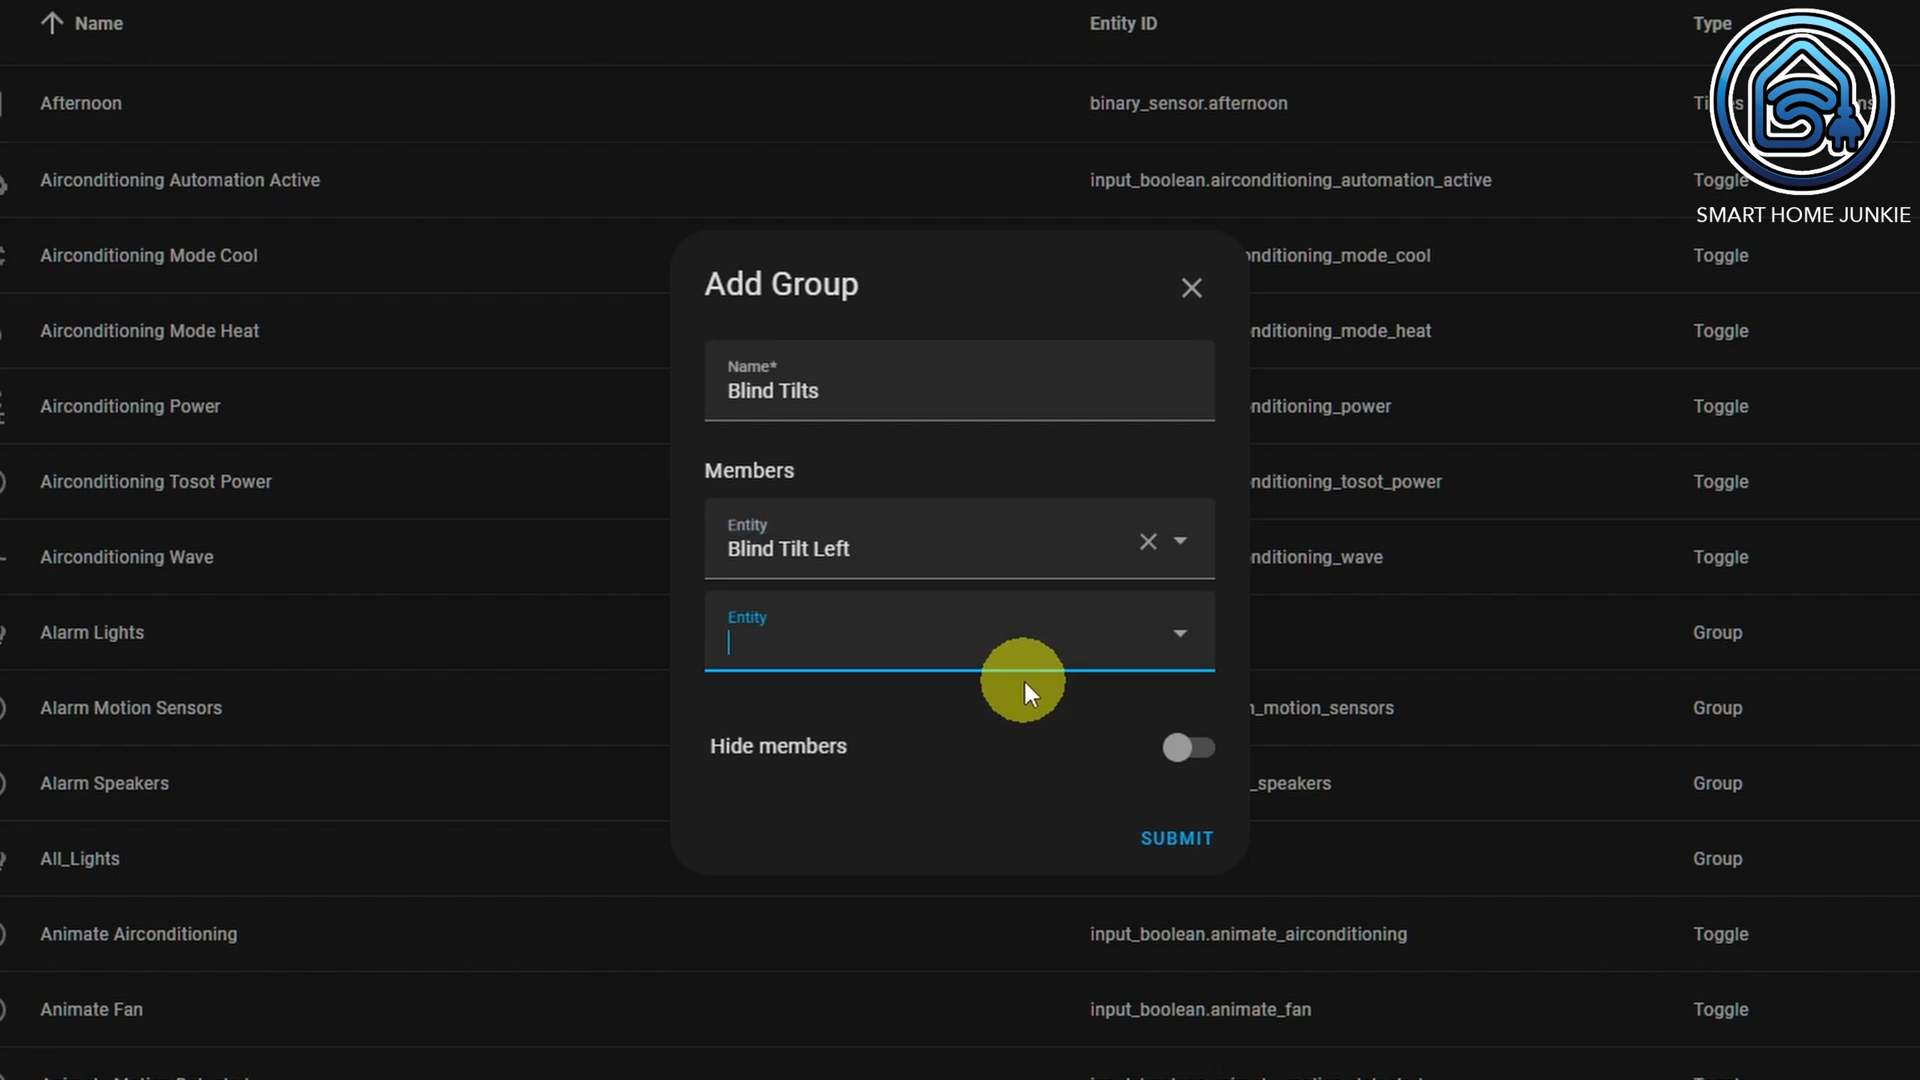 Name Entity ID Type
Afternoon binary_sensor.afternoon
Airconditioning Automation Active input_boolean.airconditioning_automation_active Toggle
SMART HOME JUNKIE
Airconditioning Mode Cool onditioning_mode_cool Toggle
Add Group
Airconditioning Mode Heat onditioning_mode_heat Toggle
Name*
Blind Tilts
Airconditioning Power nditioning_power Toggle
Members
Airconditioning Tosot Power nditioning_tosot_power Toggle
Entity
Blind Tilt Left
Airconditioning Wave nditioning_wave Toggle
Entity
Alarm Lights Group
Alarm Motion Sensors _motion_sensors Group
Hide members
Alarm Speakers _speakers Group
SUBMIT
All_Lights Group
Animate Airconditioning input_boolean.animate_airconditioning Toggle
Animate Fan input_boolean.animate_fan Toggle